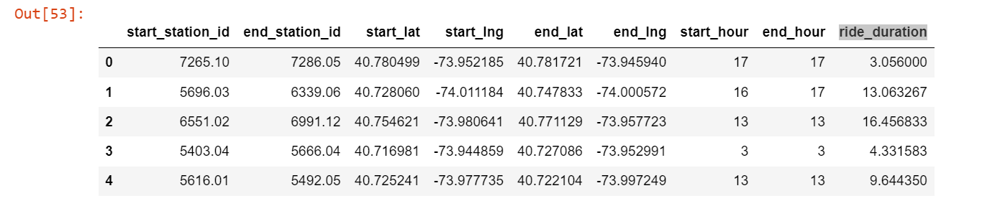 Out[53]:
start_station_id end_station_id start_lat start_lng end_lat end_lng start_hour end_hour ride_duration
0 7265.10 7286.05 40.780499 -73.952185 40.781721 -73.945940 17 17 3.056000
1 5696.03 6339.06 40.728060 -74.011184 40.747833 -74.000572 16 17 13.063267
2 6551.02 6991.12 40.754621 -73.980641 40.771129 -73.957723 13 13 16.456833
3 5403.04 5666.04 40.716981 -73.944859 40.727086 -73.952991 3 3 4.331583
4 5616.01 5492.05 40.725241 -73.977735 40.722104 -73.997249 13 13 9.644350